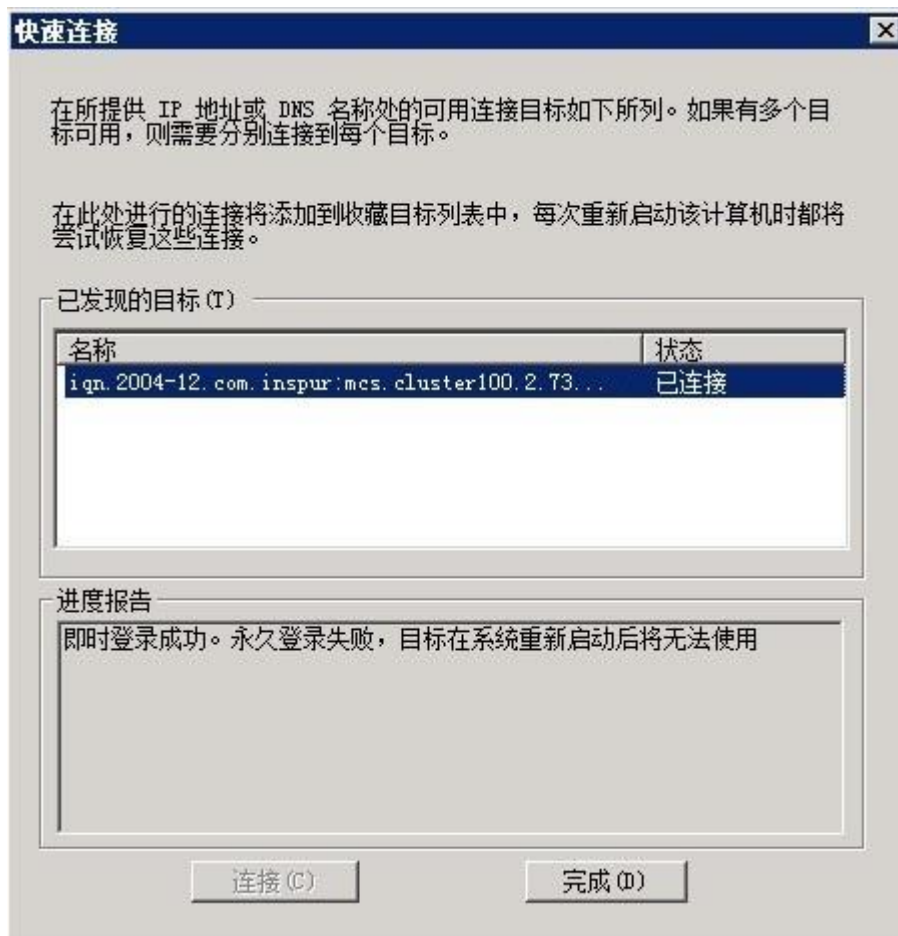 快速连接
在所提供 IP 地址或 DNS 名称处的可用连接目标如下所列。如果有多个目
标可用，则需要分别连接到每个目标。
在此处进行的连接将添加到收藏目标列表中，每次重新启动该计算机时都将
尝试恢复这些连接。
已发现的目标(T)
名称 状态
iqn.2004-12.com.inspur:mcs.cluster100.2.73... 已连接
进度报告
即时登录成功。永久登录失败，目标在系统重新启动后将无法使用
连接(C) 完成(D)